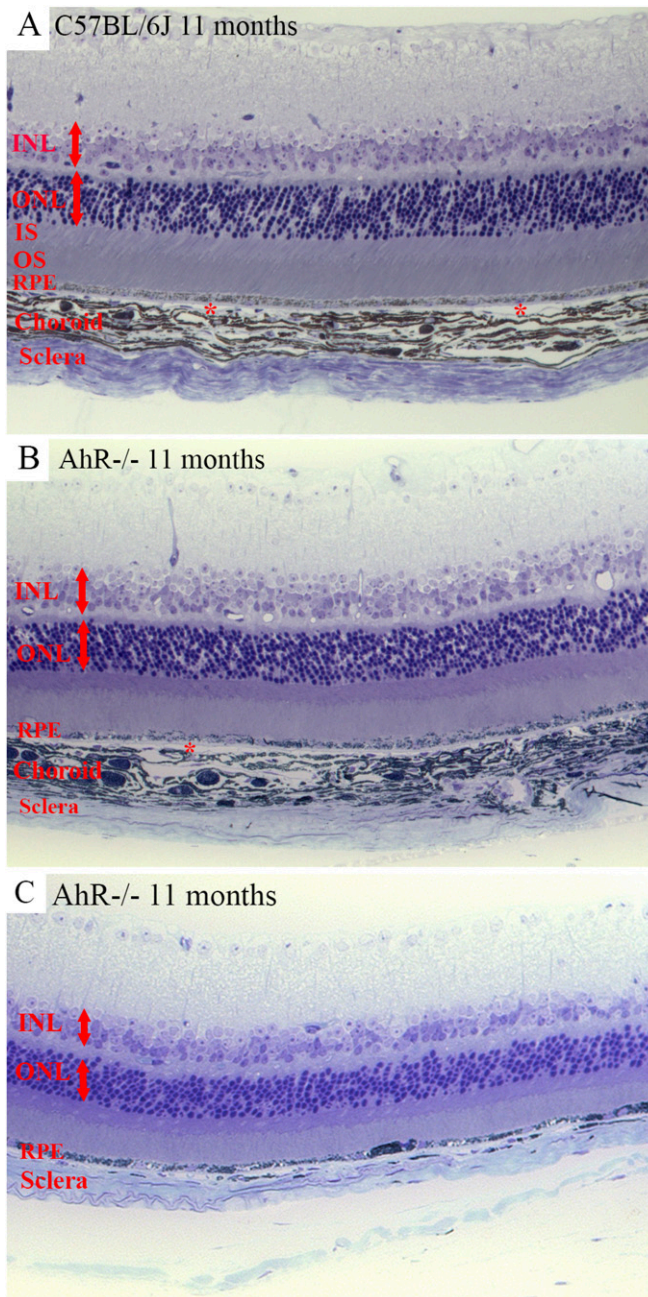 A C57BL/6J 11 months
INL
ONL
IS
OS
RPE
*
*
Choroid
Sclera
B AhR-/- 11 months
INL
ONL
RPE
*
Choroid
Sclera
C AhR-/- 11 months
INL
ONL
RPE
Sclera